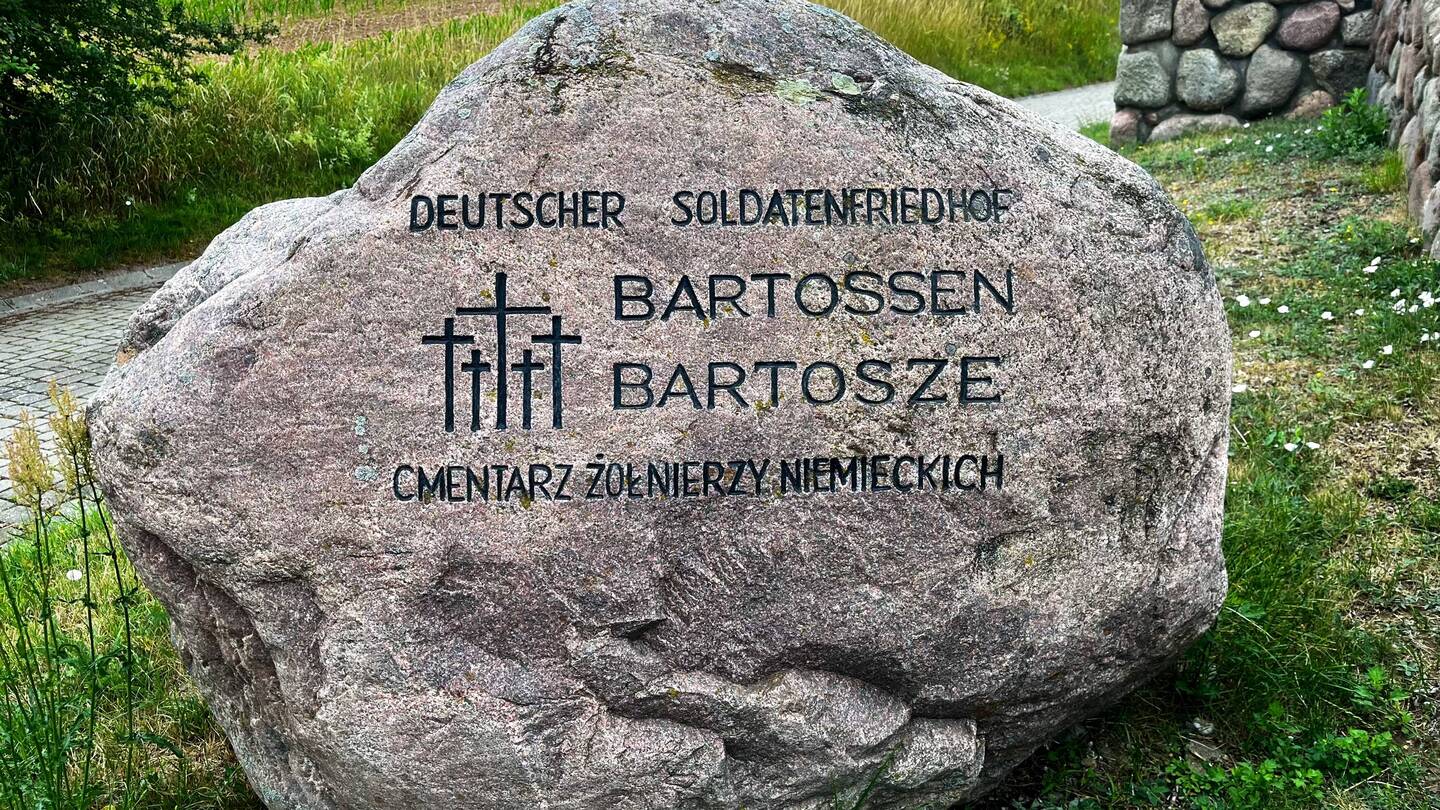 DEUTSCHER SOLDATENFRIEDHOF
BARTOSSEN
BARTOSZE
CMENTARZ ŻOŁNIERZY NIEMIECKICH